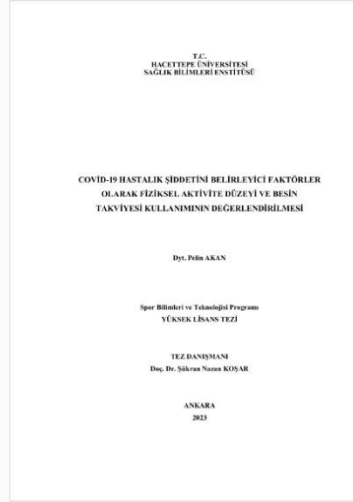 T.C.
HACETTEPE ÜNİVERSİTESİ
SAĞLIK BİLİMLERİ ENSTİTÜSÜ
COVİD-19 HASTALIK ŞİDDETİNİ BELİRLEYİCİ FAKTÖRLER
OLARAK FİZİKSEL AKTİVİTE DÜZEYİ VE BESİN
TAKVİYESİ KULLANIMININ DEĞERLENDİRİLMESİ
Dyt. Pelin AKAN
Spor Bilimleri ve Teknolojisi Programı
YÜKSEK LİSANS TEZİ
TEZ DANIŞMANI
Doç. Dr. Şükran Nazan KOŞAR
ANKARA
2023